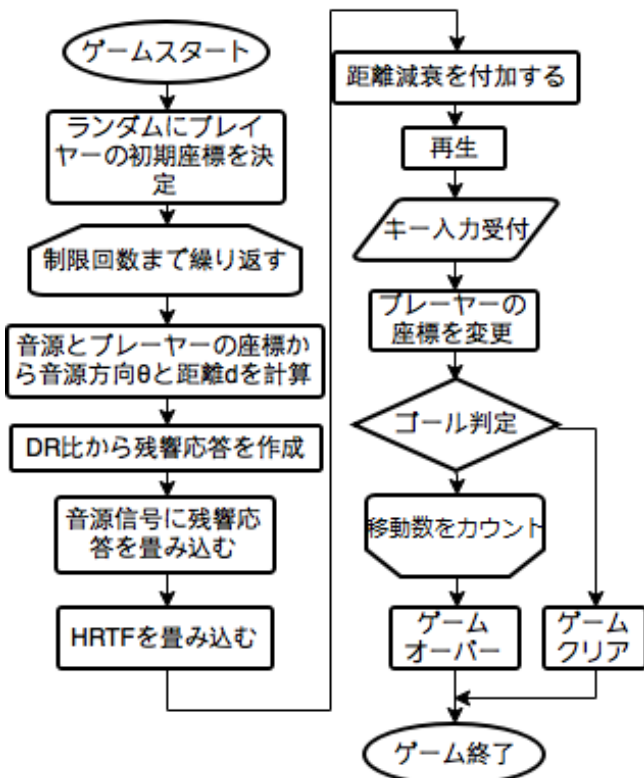 ゲームスタート
ランダムにプレイ
ヤーの初期座標を決
定
制限回数まで繰り返す
音源とプレーヤーの座標か
ら音源方向θと距離dを計算
DR比から残響応答を作成
音源信号に残響応
答を畳み込む
HRTFを畳み込む
距離減衰を付加する
再生
キー入力受付
プレーヤーの
座標を変更
ゴール判定
移動数をカウント
ゲーム
オーバー
ゲーム
クリア
ゲーム終了